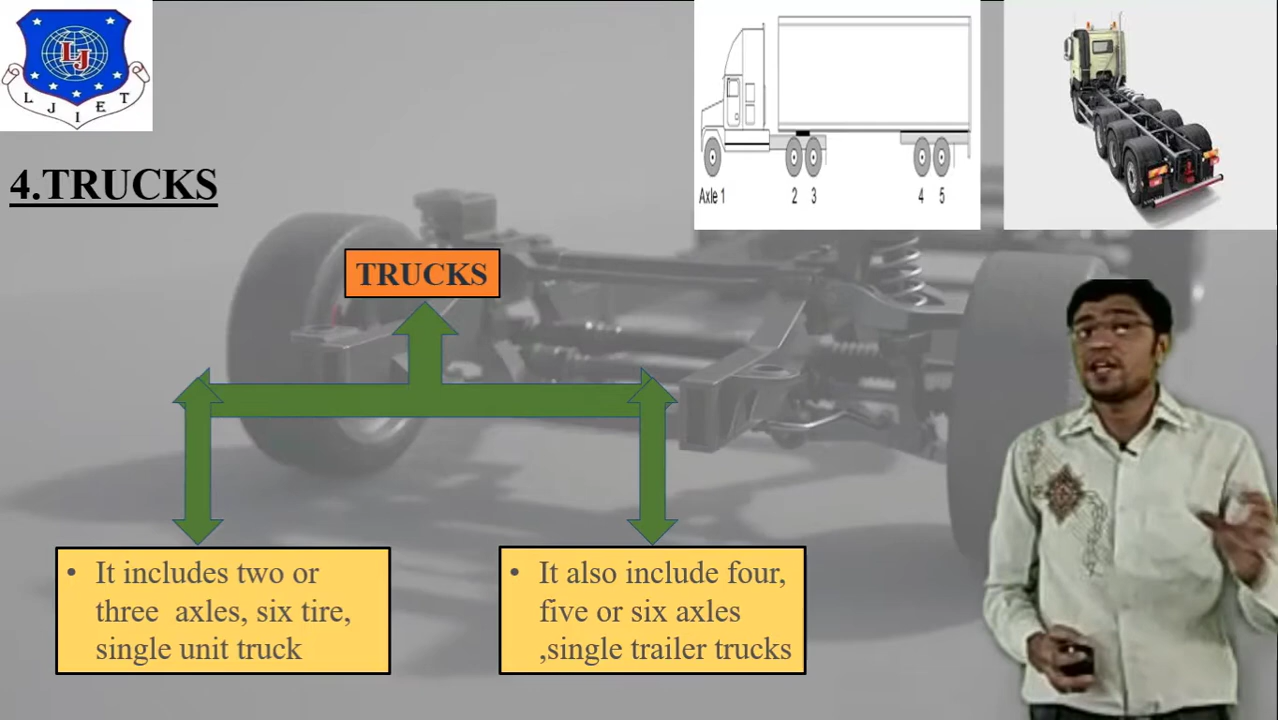 LJ
L J I E T
Axle 1 2 3 4 5
4.TRUCKS
TRUCKS
• It includes two or
three axles, six tire,
single unit truck
• It also include four,
five or six axles
,single trailer trucks